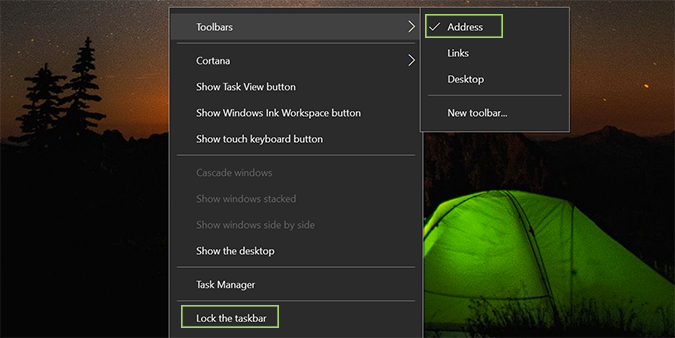 Toolbars
Cortana
Show Task View button
Show Windows Ink Workspace button
Show touch keyboard button
Cascade windows
Show windows stacked
Show windows side by side
Show the desktop
Task Manager
Lock the taskbar
Address
Links
Desktop
New toolbar...